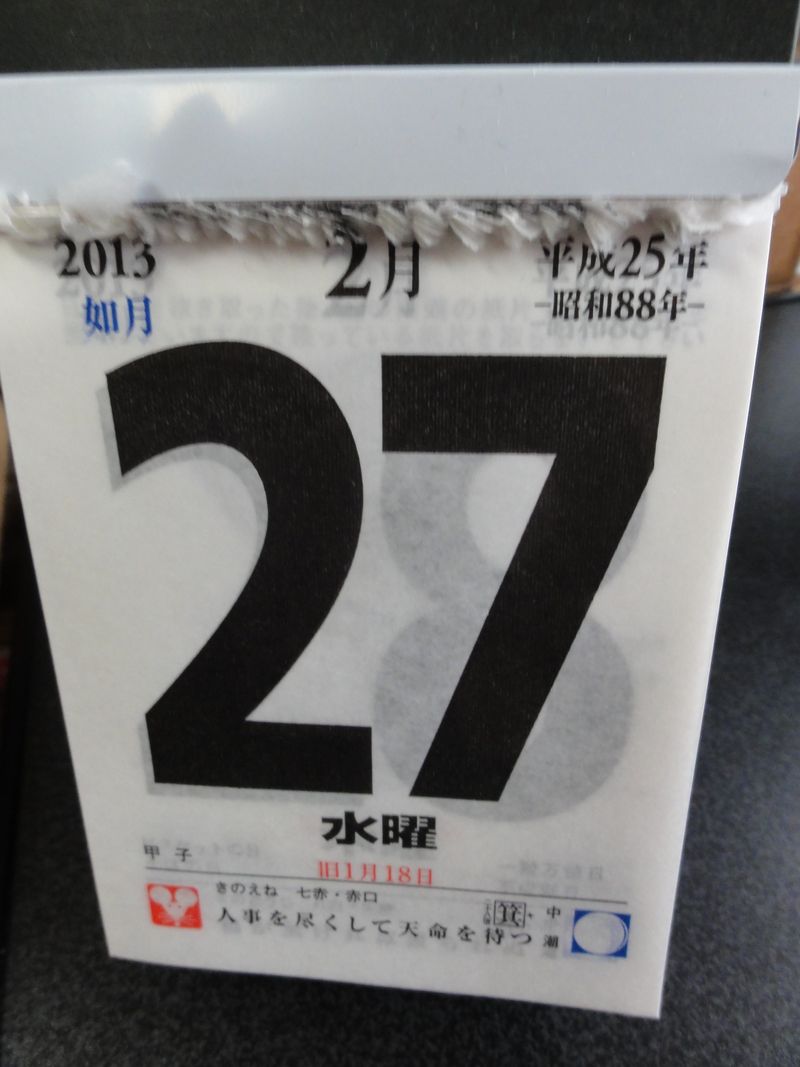 2013 2月 平成25年
如月 -昭和88年-
27
水曜
甲子 旧1月18日
きのえね 七赤・赤口
人事を尽くして天命を待つ
箕 中潮